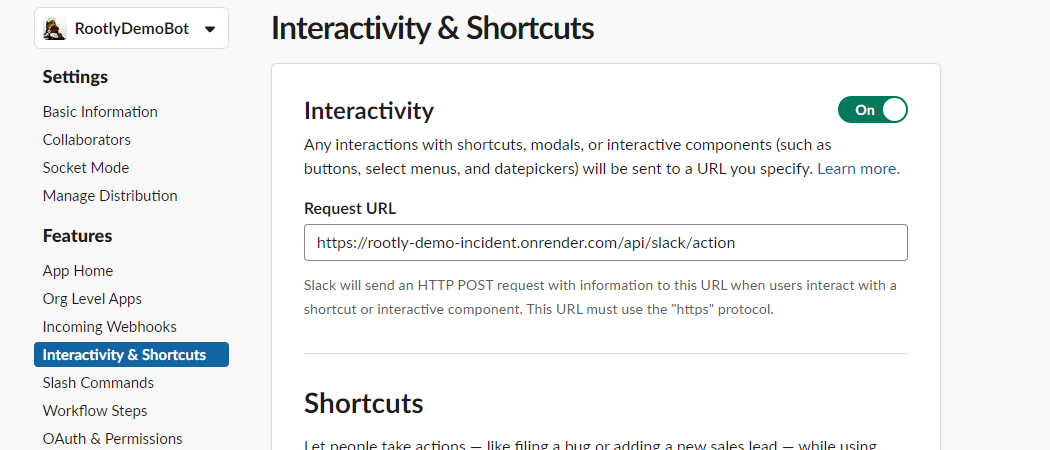 RootlyDemoBot
Settings
Basic Information
Collaborators
Socket Mode
Manage Distribution
Features
App Home
Org Level Apps
Incoming Webhooks
Interactivity & Shortcuts
Slash Commands
Workflow Steps
OAuth & Permissions
Interactivity & Shortcuts
Interactivity
On
Any interactions with shortcuts, modals, or interactive components (such as
buttons, select menus, and datepickers) will be sent to a URL you specify. Learn more.
Request URL
https://rootly-demo-incident.onrender.com/api/slack/action
Slack will send an HTTP POST request with information to this URL when users interact with a
shortcut or interactive component. This URL must use the "https" protocol.
Shortcuts
Let people take actions — like filing a bug or adding a new sales lead — while using